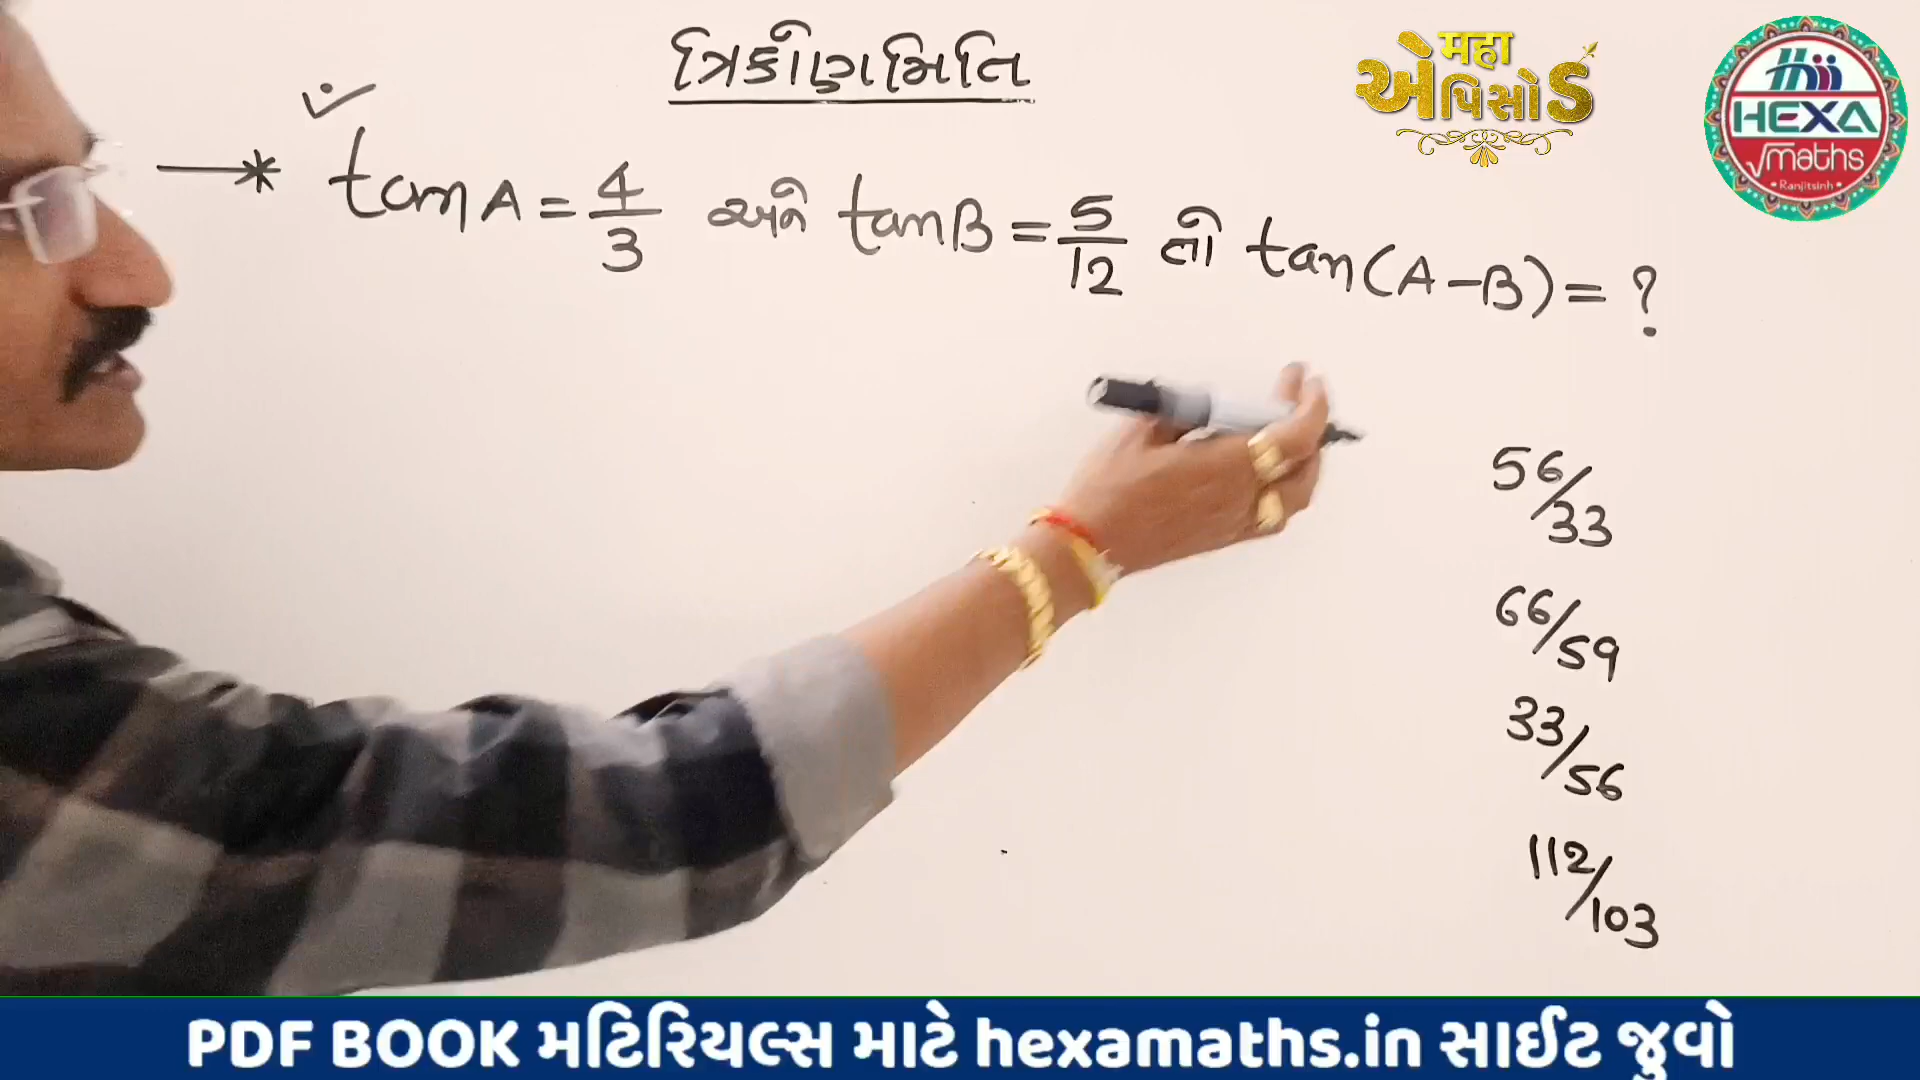 ત્રિકોણમિતિ
મહા
એપિસોડ
HEXA
√maths
Ranjitsinh
→* tanA = 4/3 અને tanB = 5/12 તો tan(A-B) = ?
56/33
66/59
33/56
112/103
PDF BOOK મટિરિયલ્સ માટે hexamaths.in સાઈટ જુવો